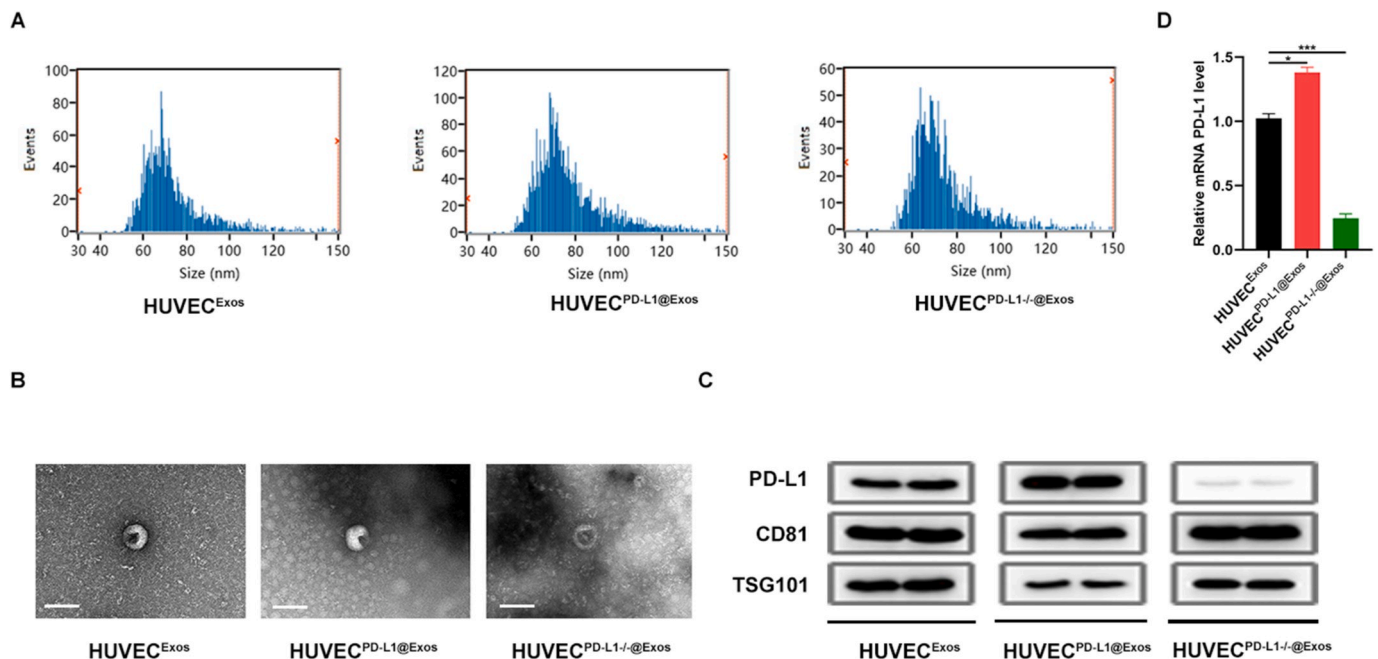 A
100
80
60
40
20
0
Events
30 40 60 80 100 120 150
Size (nm)
HUVECExos
120
100
80
60
40
20
0
Events
30 40 60 80 100 120 150
Size (nm)
HUVECPD-L1@Exos
60
50
40
30
20
10
0
Events
30 40 60 80 100 120 150
Size (nm)
HUVECPD-L1-/-@Exos
D
***
*
1.5
1.0
0.5
0.0
Relative mRNA PD-L1 level
HUVECExos
HUVECPD-L1@Exos
HUVECPD-L1-/-@Exos
B
HUVECExos
HUVECPD-L1@Exos
HUVECPD-L1-/-@Exos
C
PD-L1
CD81
TSG101
HUVECExos
HUVECPD-L1@Exos
HUVECPD-L1-/-@Exos